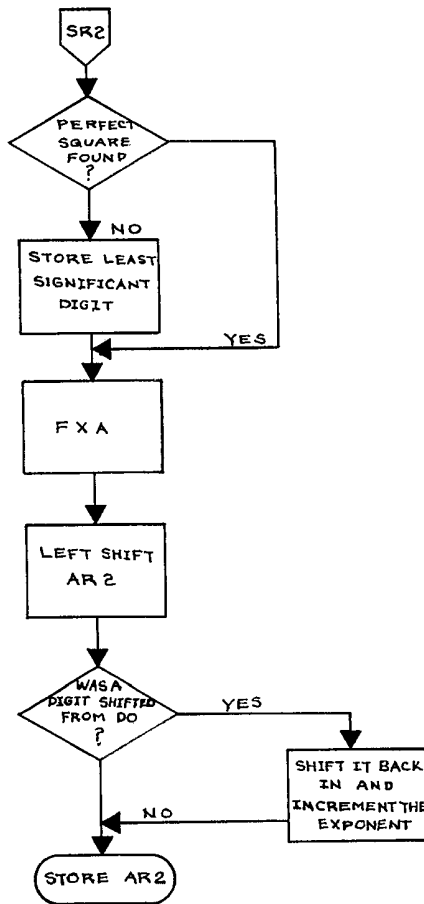 SR2
PERFECT
SQUARE
FOUND
?
NO
STORE LEAST
SIGNIFICANT
DIGIT
YES
FXA
LEFT SHIFT
AR2
WAS A
DIGIT SHIFTED
FROM DO
?
YES
SHIFT IT BACK
IN AND
INCREMENT THE
EXPONENT
NO
STORE AR2